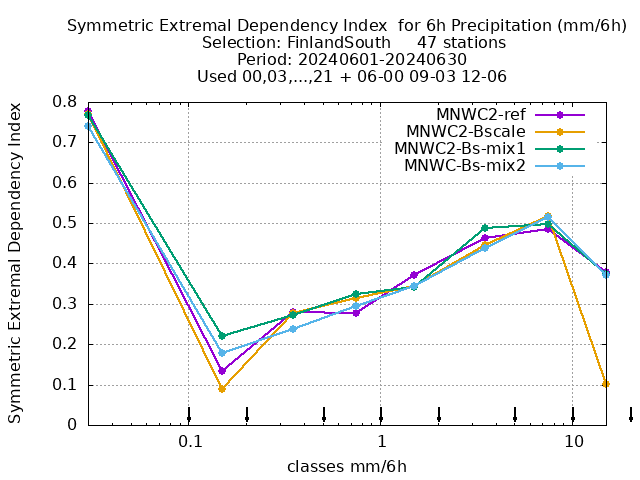 Symmetric Extremal Dependency Index  for 6h Precipitation (mm/6h)
Selection: FinlandSouth     47 stations
Period: 20240601-20240630
Used 00,03,...,21 + 06-00 09-03 12-06
Symmetric Extremal Dependency Index
0.8
0.7
0.6
0.5
0.4
0.3
0.2
0.1
0
MNWC2-ref
MNWC2-Bscale
MNWC2-Bs-mix1
MNWC-Bs-mix2
0.1
1
10
classes mm/6h